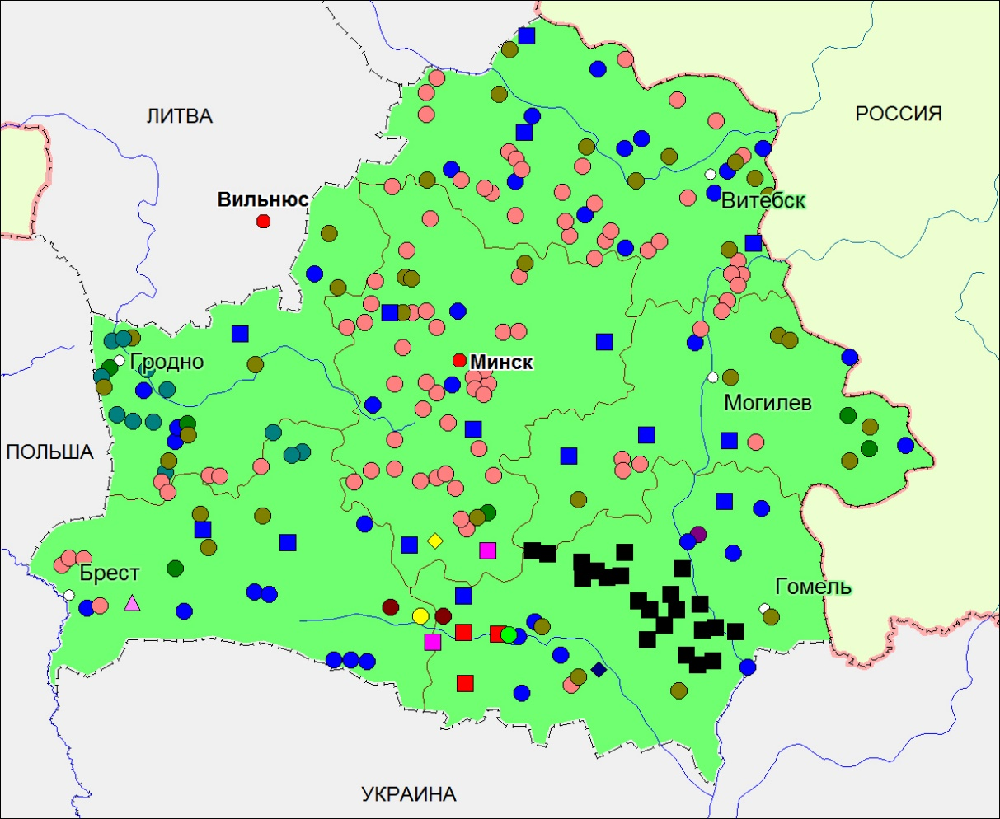 ЛИТВА
РОССИЯ
Вильнюс
Витебск
Гродно
Минск
Могилев
ПОЛЬША
Брест
Гомель
УКРАИНА